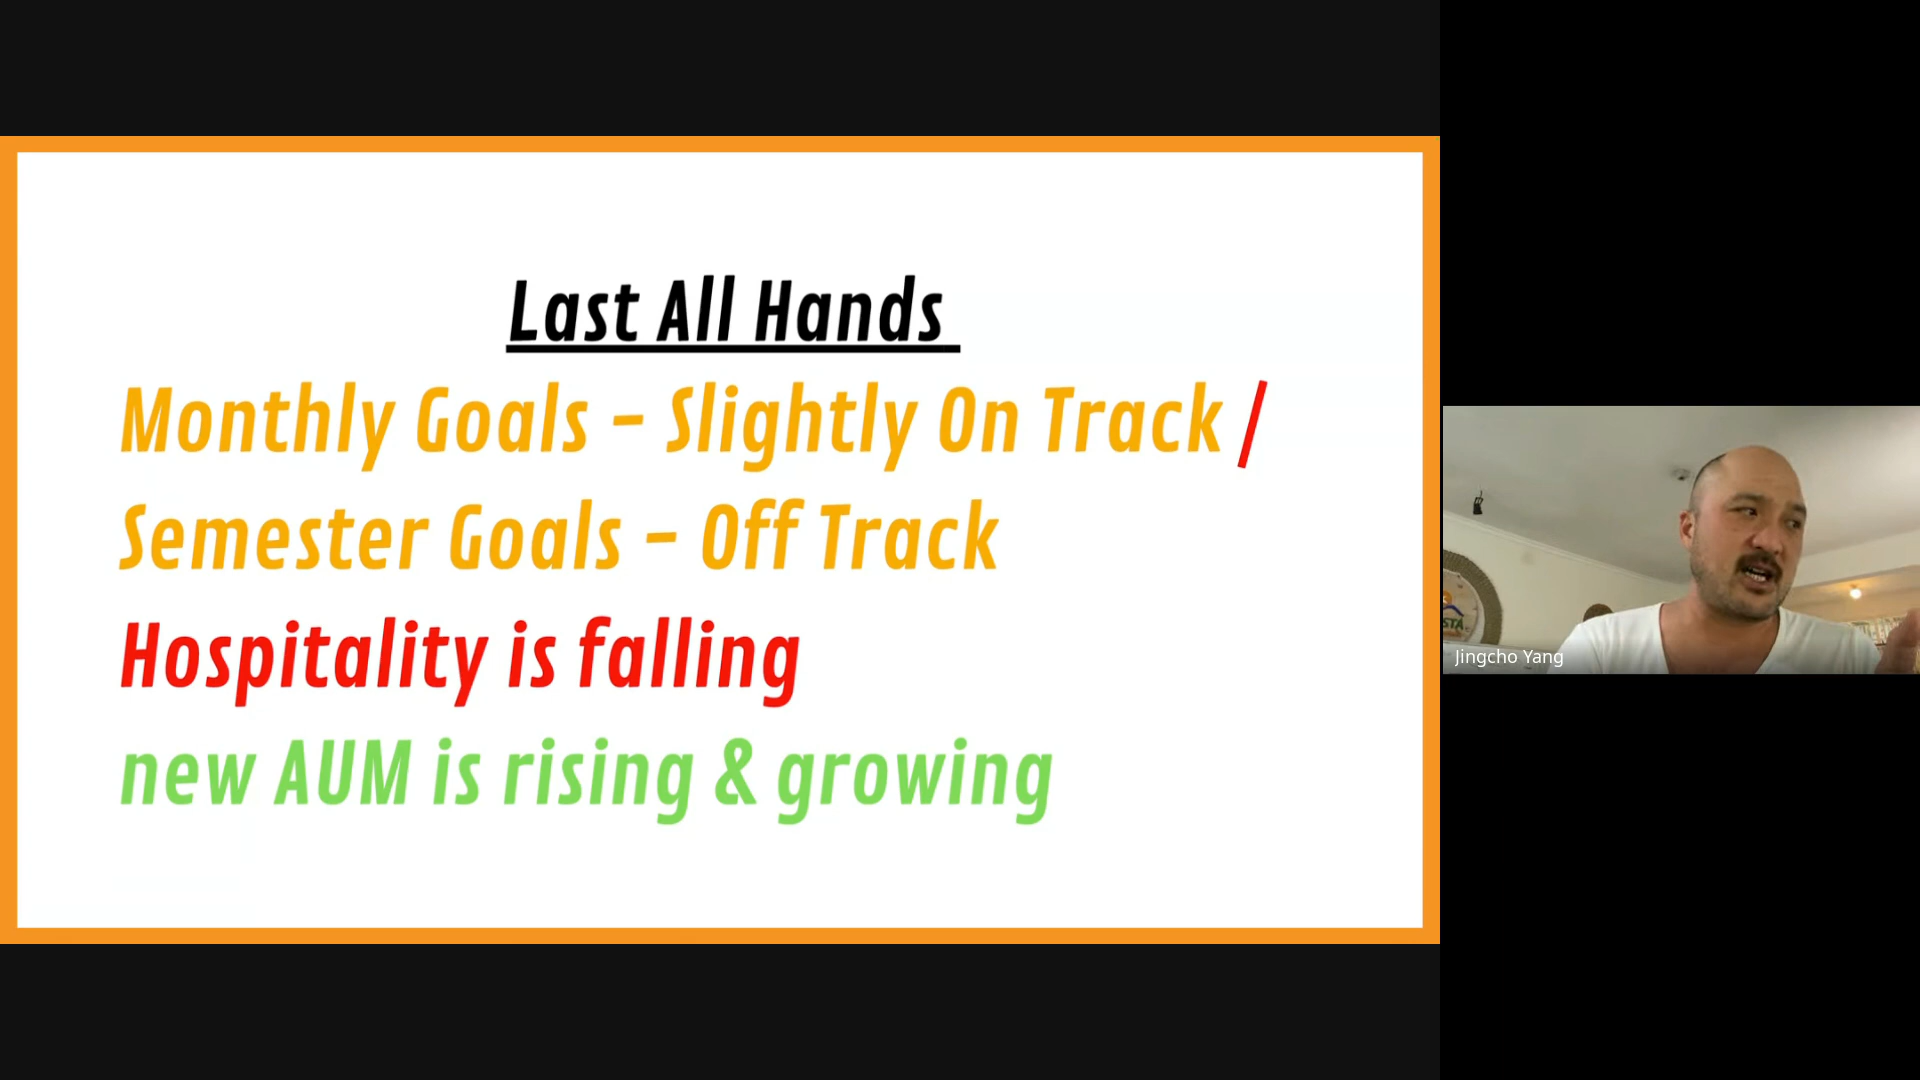 Last All Hands
Monthly Goals - Slightly On Track /
Semester Goals - Off Track
Hospitality is falling
new AUM is rising & growing
STA
Jingcho Yang